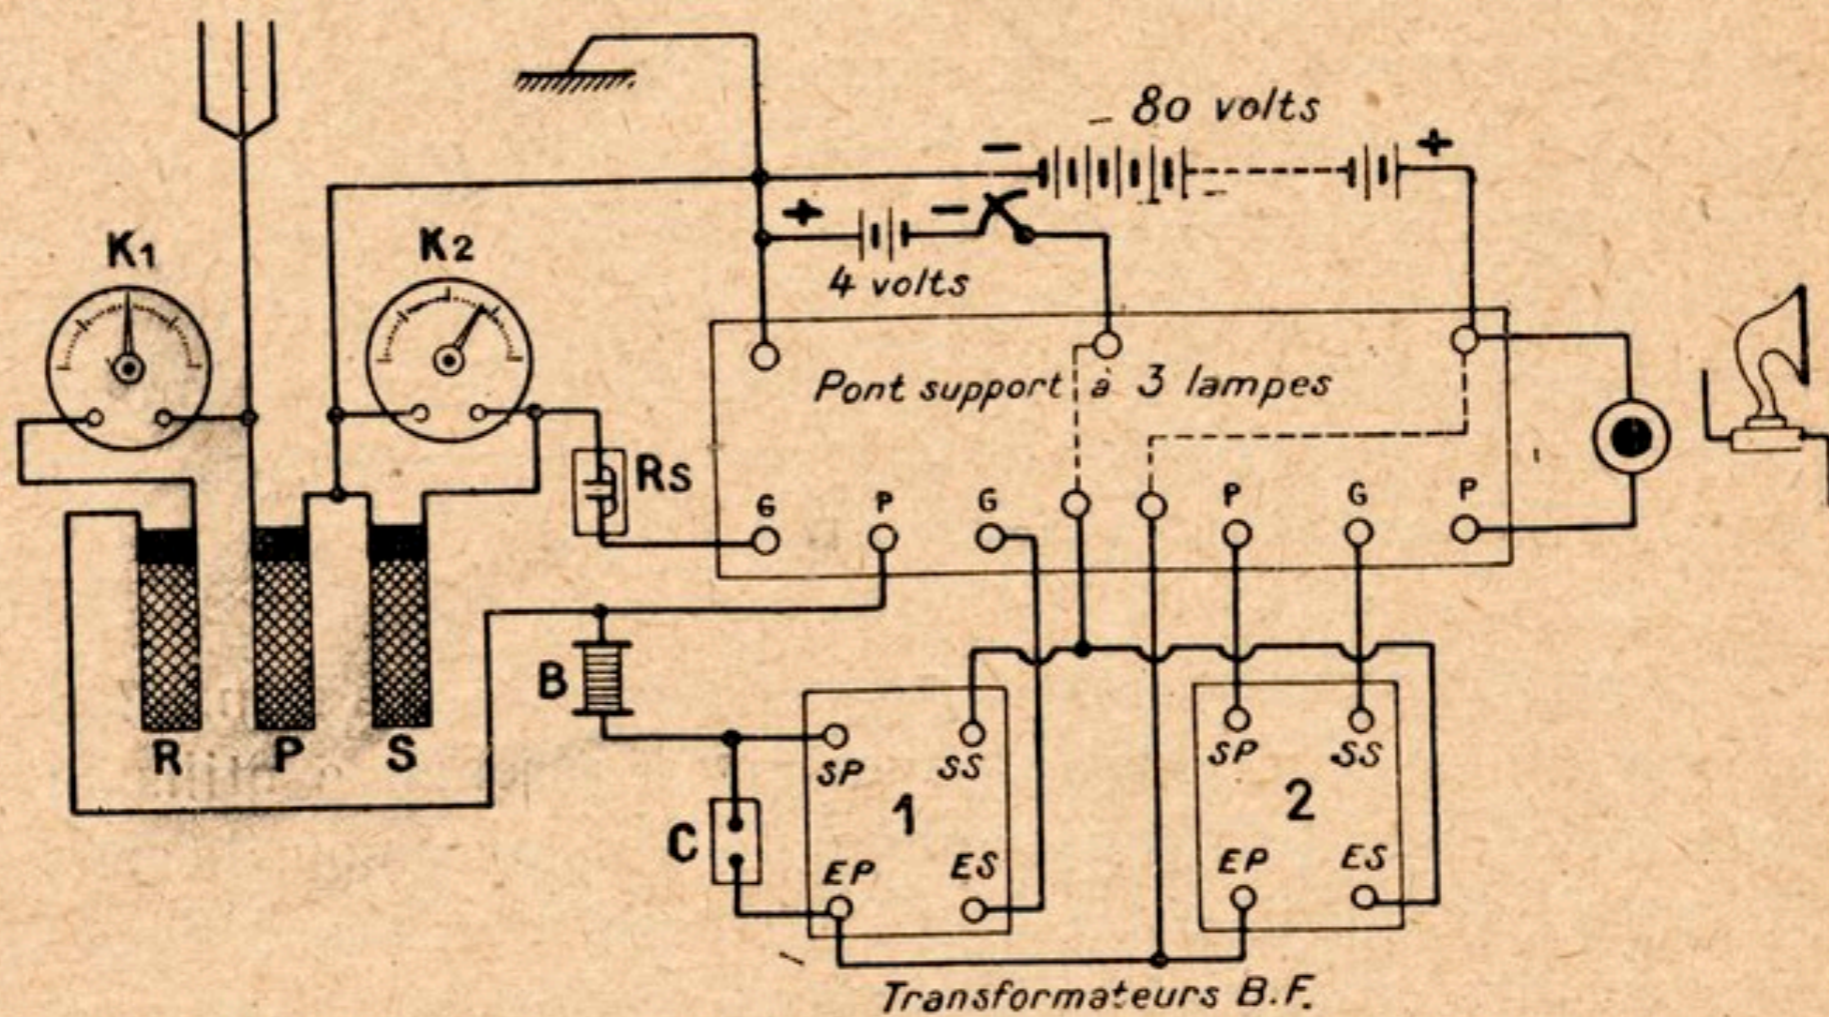 80 volts
- +
K1
K2
+ -
4 volts
Pont support à 3 lampes
Rs
G P G P G P
B
R P S
SP SS
SP SS
1
2
C
EP ES
EP ES
Transformateurs B.F.